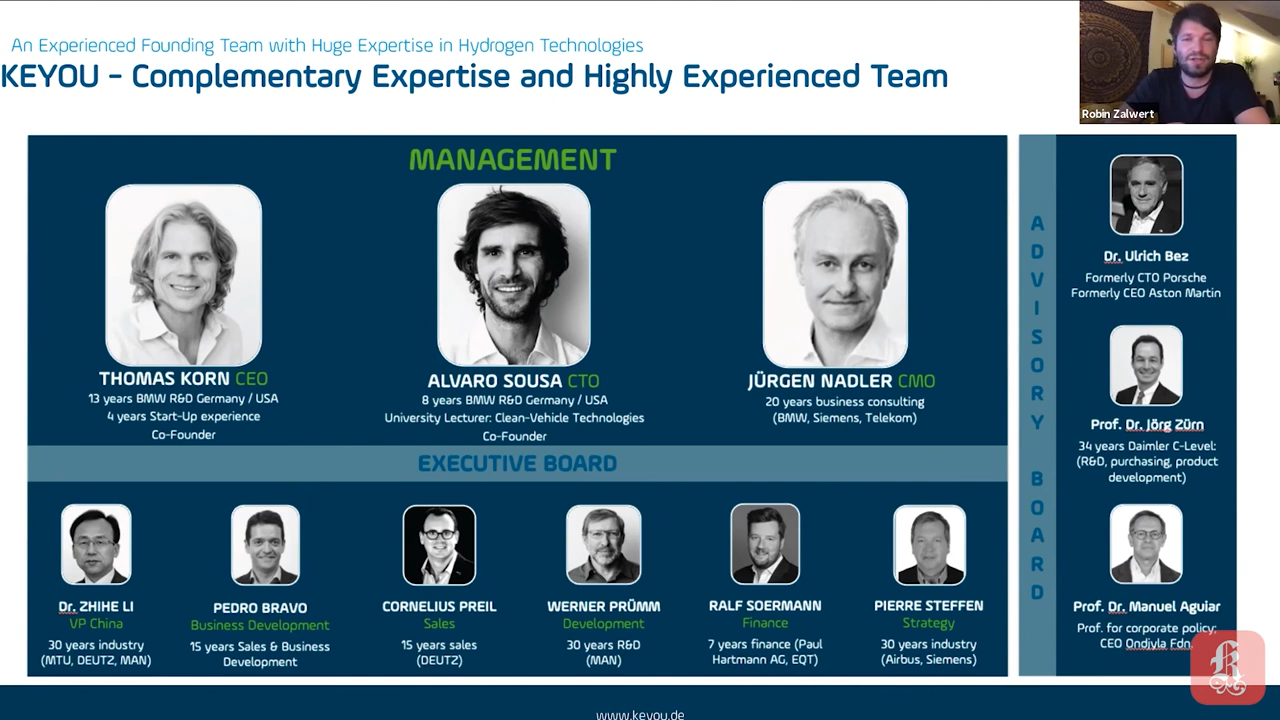 An Experienced Founding Team with Huge Expertise in Hydrogen Technologies
KEYOU - Complementary Expertise and Highly Experienced Team
Robin Zalwert
MANAGEMENT
THOMAS KORN CEO
13 years BMW R&D Germany / USA
4 years Start-Up experience
Co-Founder
ALVARO SOUSA CTO
8 years BMW R&D Germany / USA
University Lecturer: Clean-Vehicle Technologies
Co-Founder
JÜRGEN NADLER CMO
20 years business consulting
(BMW, Siemens, Telekom)
EXECUTIVE BOARD
Dr. ZHIHE LI
VP China
30 years industry
(MTU, DEUTZ, MAN)
PEDRO BRAVO
Business Development
15 years Sales & Business
Development
CORNELIUS PREIL
Sales
15 years sales
(DEUTZ)
WERNER PRÜMM
Development
30 years R&D
(MAN)
RALF SOERMANN
Finance
7 years finance (Paul
Hartmann AG, EQT)
PIERRE STEFFEN
Strategy
30 years industry
(Airbus, Siemens)
ADVISORY BOARD
Dr. Ulrich Bez
Formerly CTO Porsche
Formerly CEO Aston Martin
Prof. Dr. Jörg Zürn
34 years Daimler C-Level:
(R&D, purchasing, product
development)
Prof. Dr. Manuel Aguiar
Prof. for corporate policy;
CEO Ondjyla Fdn.
www.keyou.de